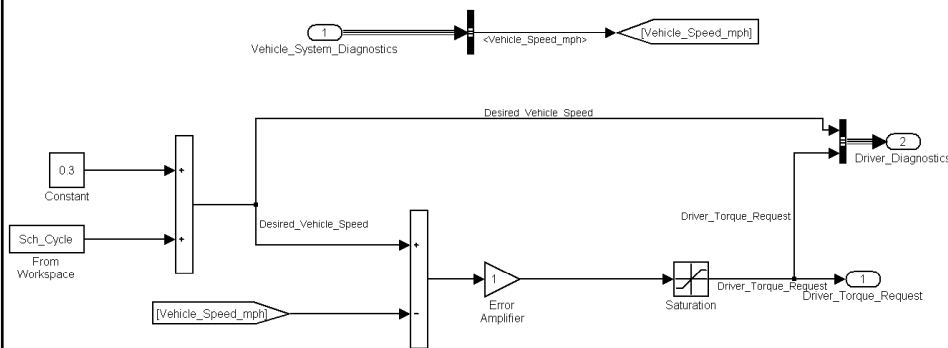 1
Vehicle_System_Diagnostics
<Vehicle_Speed_mph>
[Vehicle_Speed_mph]
Desired_Vehicle_Speed
2
Driver_Diagnostics
0.3
Constant
+
+
Sch_Cycle
From
Workspace
Desired_Vehicle_Speed
+
-
[Vehicle_Speed_mph]
1
Error
Amplifier
Saturation
Driver_Torque_Request
Driver_Torque_Request
1
Driver_Torque_Request